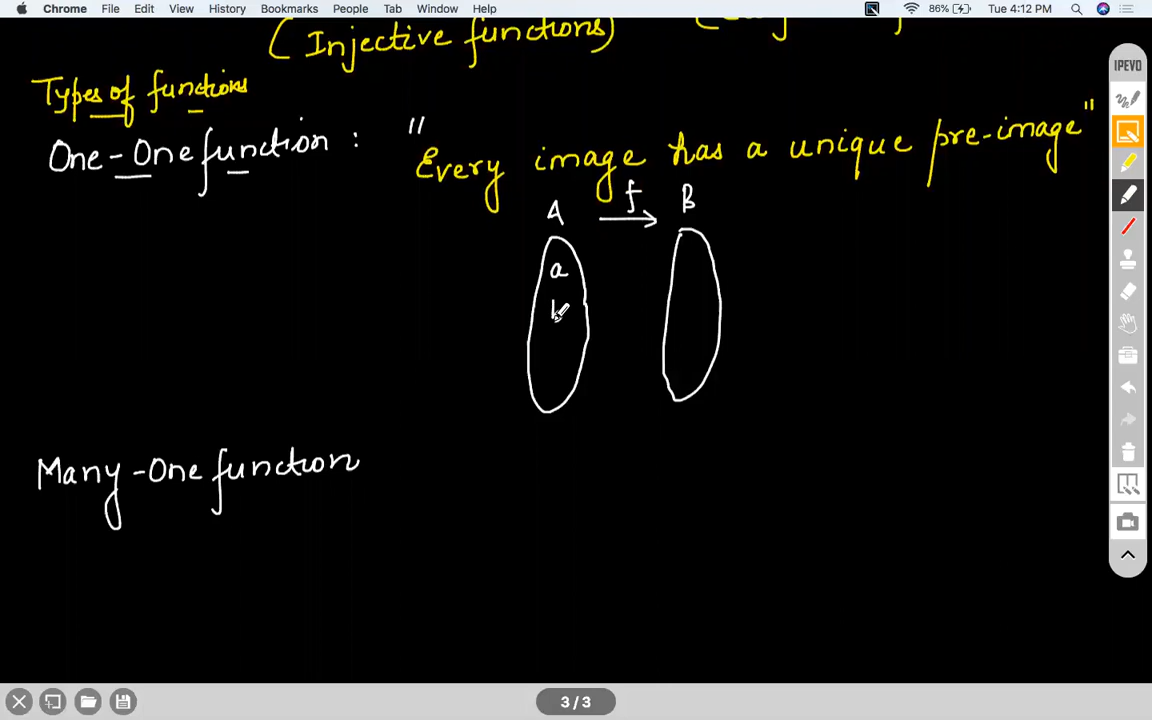 Chrome File Edit View History Bookmarks People Tab Window Help 86% Tue 4:12 PM
(Injective functions) (
Types of functions
One-One function : "Every image has a unique pre-image"
A f B
a
Many-One function
IPEVO
3/3